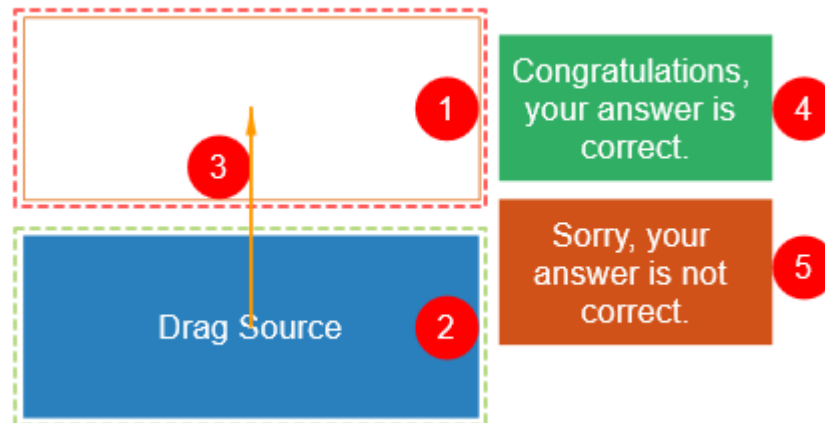 1
3
Drag Source
2
Congratulations,
your answer is
correct.
4
Sorry, your
answer is not
correct.
5